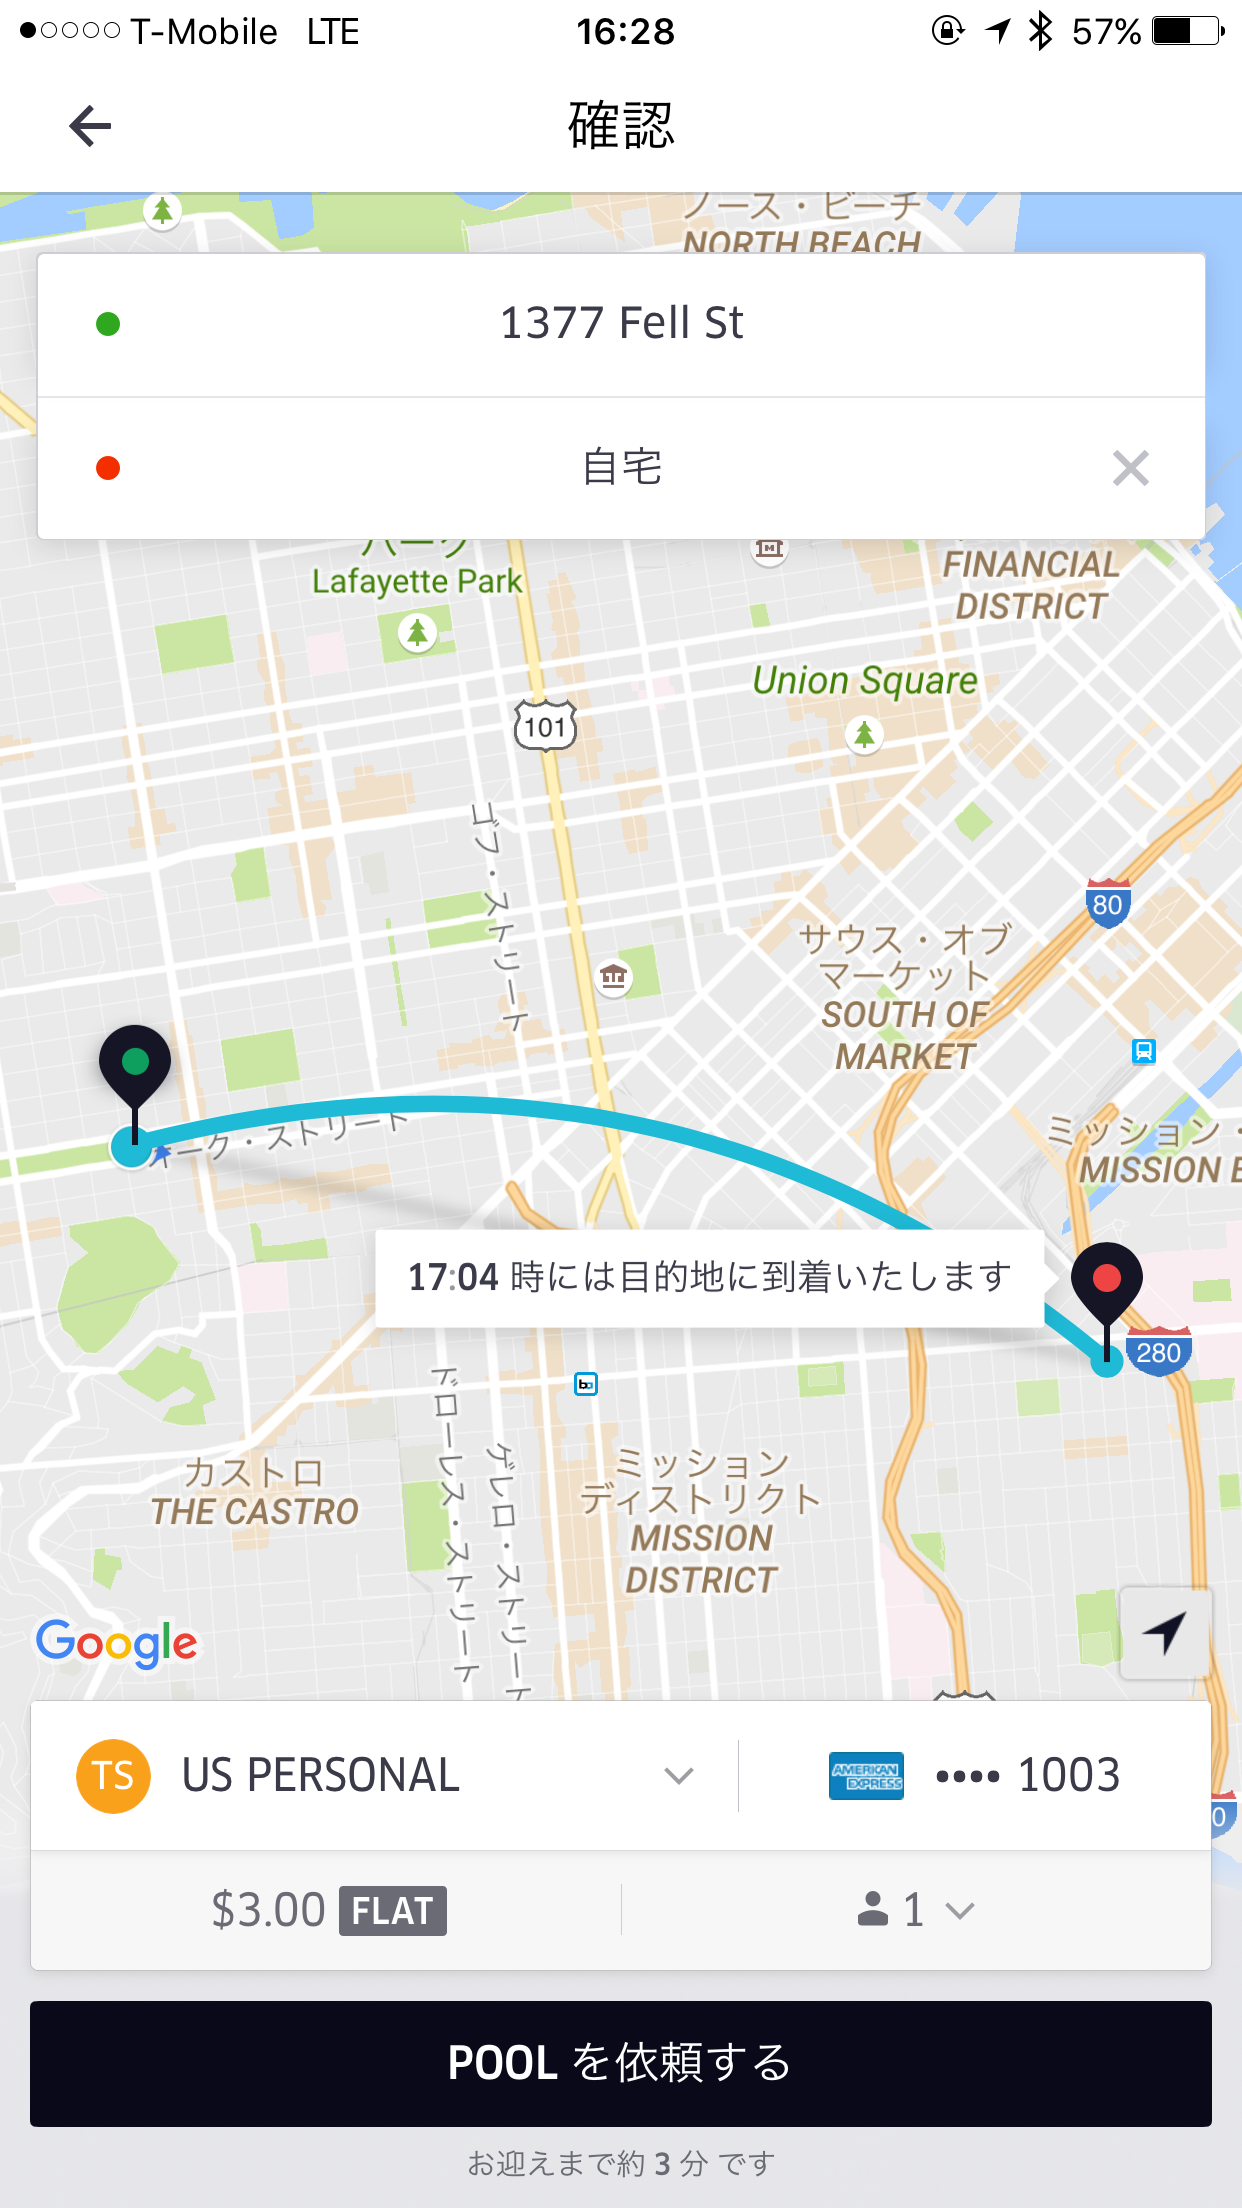 T-Mobile LTE 16:28 57%
確認
ノース・ビーチ
NORTH BEACH
1377 Fell St
自宅
パーク
Lafayette Park
FINANCIAL
DISTRICT
Union Square
101
ゴフ・ストリート
80
サウス・オブ
マーケット
SOUTH OF
MARKET
オーク・ストリート
ミッション・
MISSION B
17:04 時には目的地に到着いたします
280
ba
ドローレス・ストリート
ゲレロ・ストリート
カストロ
THE CASTRO
ミッション
ディストリクト
MISSION
DISTRICT
Google
TS US PERSONAL
AMERICAN
EXPRESS
•••• 1003
0
$3.00 FLAT
1
POOL を依頼する
お迎えまで約 3 分 です